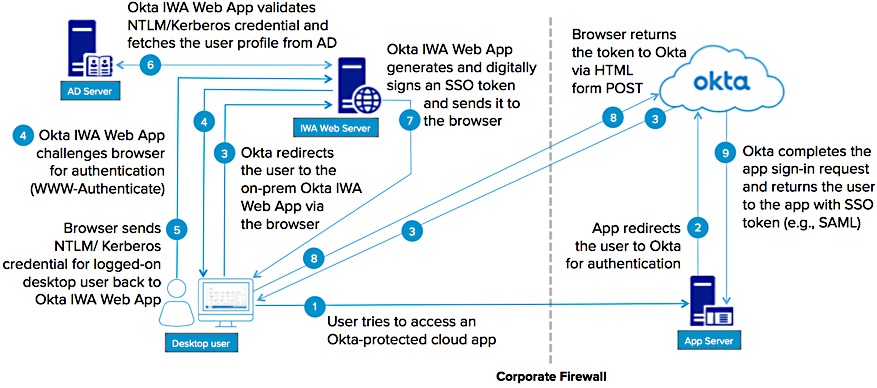 Okta IWA Web App validates
NTLM/Kerberos credential and
fetches the user profile from AD
6
AD Server
Okta IWA Web App
generates and digitally
signs an SSO token
and sends it to
the browser
7
IWA Web Server
Browser returns
the token to Okta
via HTML
form POST
okta
8
3
4 Okta IWA Web App
challenges browser
for authentication
(WWW-Authenticate)
4
3
Okta redirects
the user to the
on-prem Okta IWA
Web App via
the browser
9
Okta completes the
app sign-in request
and returns the user
to the app with SSO
token (e.g., SAML)
Browser sends
NTLM/ Kerberos
credential for logged-on
desktop user back to
Okta IWA Web App
5
8
3
App redirects
the user to Okta
for authentication
2
1
User tries to access an
Okta-protected cloud app
Desktop user
App Server
Corporate Firewall